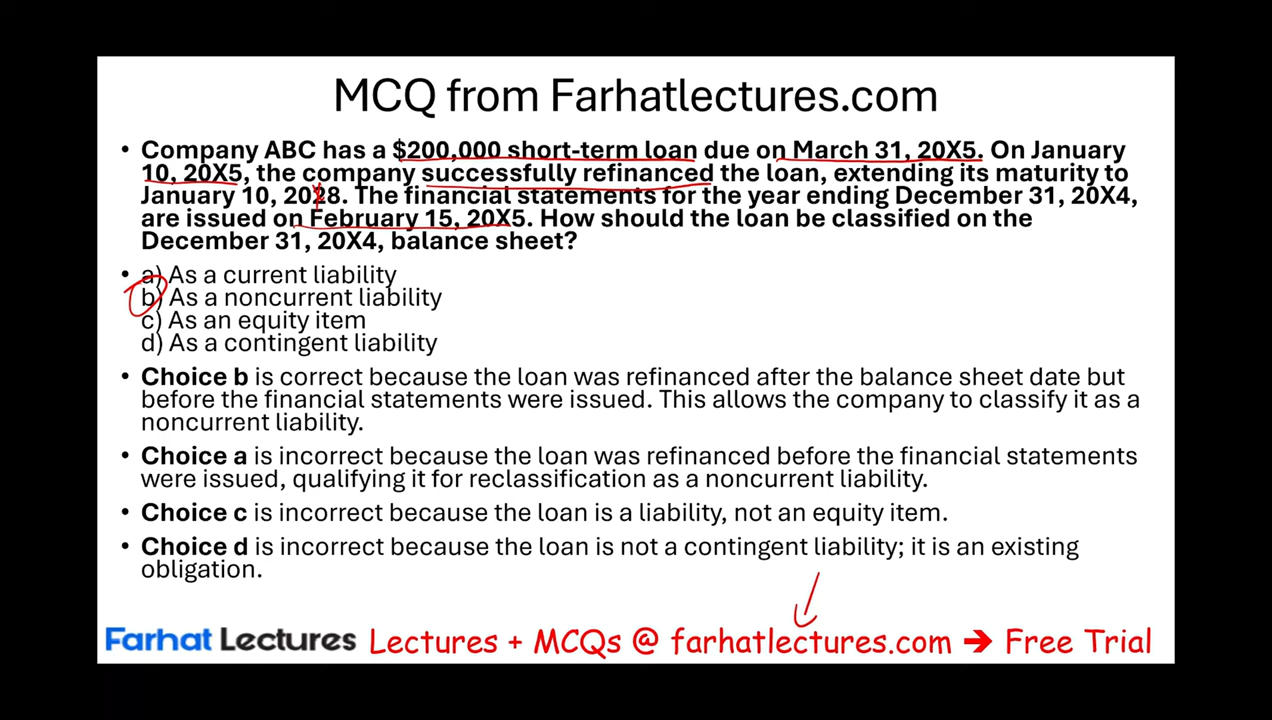 MCQ from Farhatlectures.com
• Company ABC has a $200,000 short-term loan due on March 31, 20X5. On January
10, 20X5, the company successfully refinanced the loan, extending its maturity to
January 10, 20X8. The financial statements for the year ending December 31, 20X4,
are issued on February 15, 20X5. How should the loan be classified on the
December 31, 20X4, balance sheet?
• a) As a current liability
b) As a noncurrent liability
c) As an equity item
d) As a contingent liability
• Choice b is correct because the loan was refinanced after the balance sheet date but
before the financial statements were issued. This allows the company to classify it as a
noncurrent liability.
• Choice a is incorrect because the loan was refinanced before the financial statements
were issued, qualifying it for reclassification as a noncurrent liability.
• Choice c is incorrect because the loan is a liability, not an equity item.
• Choice d is incorrect because the loan is not a contingent liability; it is an existing
obligation.
Farhat Lectures Lectures + MCQs @ farhatlectures.com ➔ Free Trial